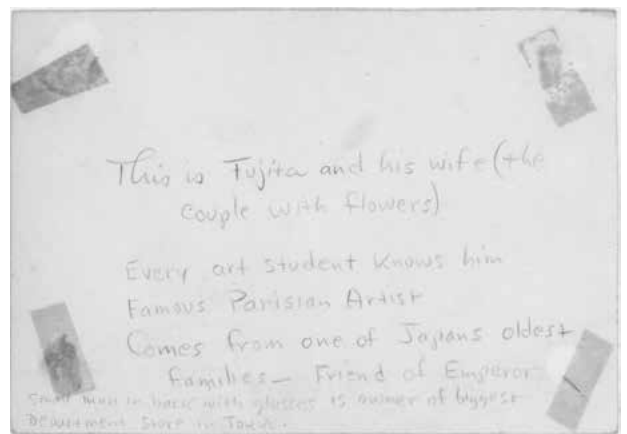 This is Fujita and his wife (the
couple with flowers)
Every art student knows him
Famous Parisian Artist
Comes from one of Japans oldest
families — Friend of Emperor
Small man in back with glasses is owner of biggest
Department Store in Tokio.